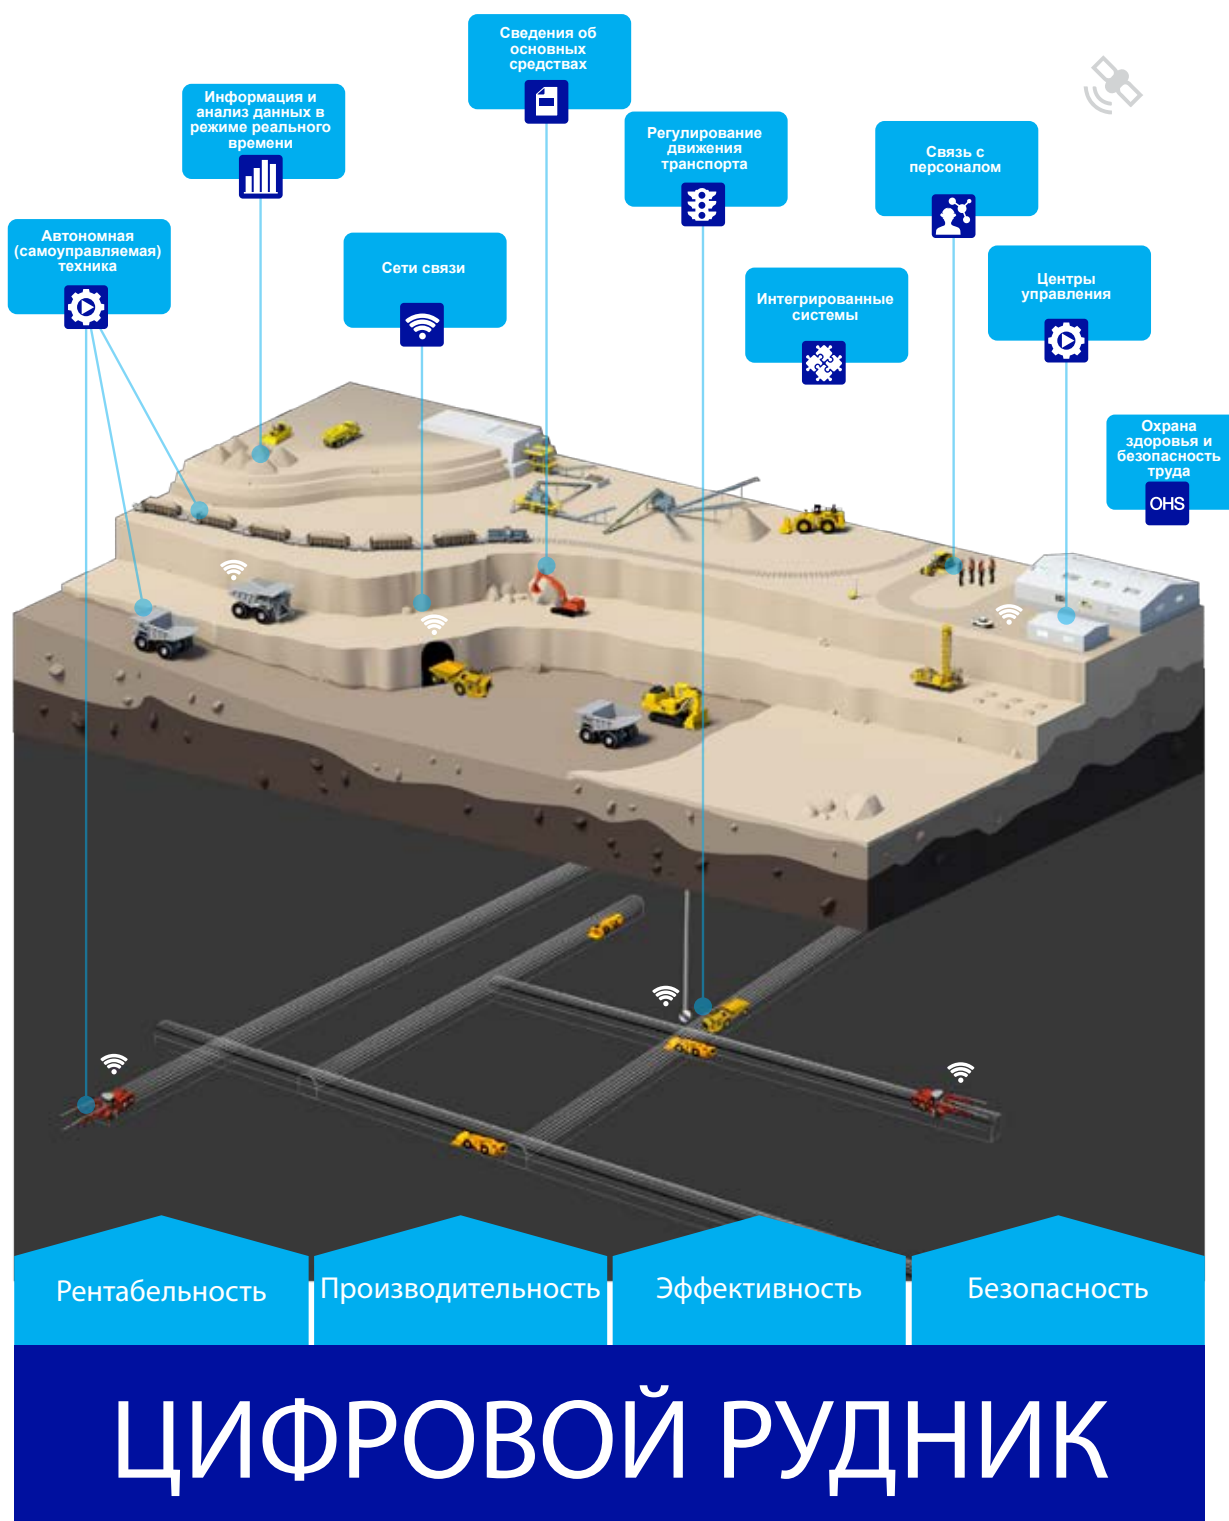 Сведения об
основных
средствах
Информация и
анализ данных в
режиме реального
времени
Регулирование
движения
транспорта
Связь с
персоналом
Автономная
(самоуправляемая)
техника
Сети связи
Интегрированные
системы
Центры
управления
Охрана
здоровья и
безопасность
труда
OHS
Рентабельность
Производительность
Эффективность
Безопасность
ЦИФРОВОЙ РУДНИК